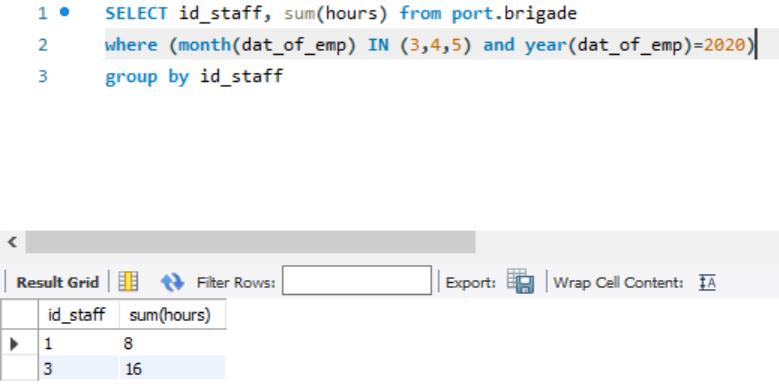 1 SELECT id_staff, sum(hours) from port.brigade
2 where (month(dat_of_emp) IN (3,4,5) and year(dat_of_emp)=2020)
3 group by id_staff
Result Grid Filter Rows: Export: Wrap Cell Content: IA
id_staff sum(hours)
1 8
3 16